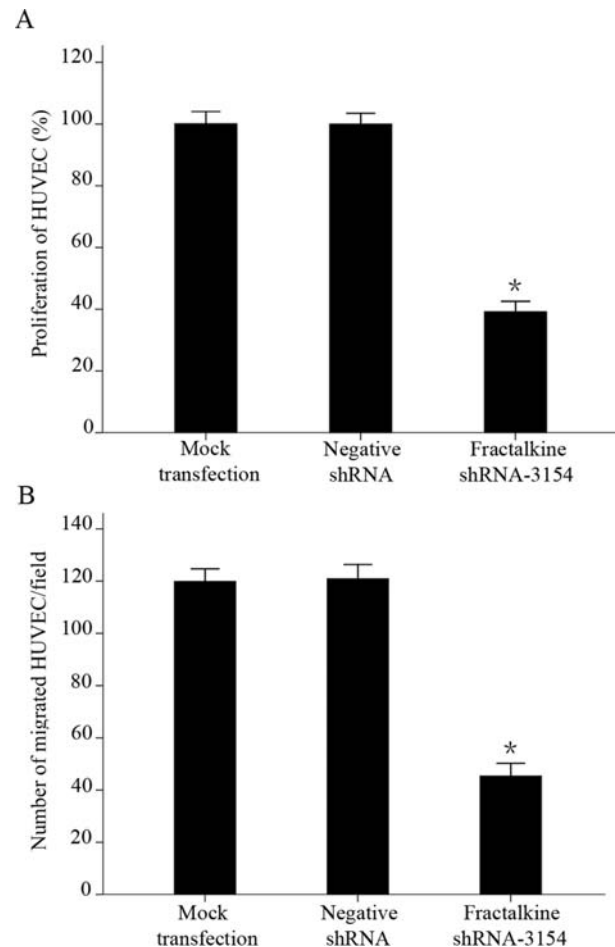 A
Proliferation of HUVEC (%)
120
100
80
60
40
20
0
*
Mock
transfection
Negative
shRNA
Fractalkine
shRNA-3154
B
Number of migrated HUVEC/field
140
120
100
80
60
40
20
0
*
Mock
transfection
Negative
shRNA
Fractalkine
shRNA-3154